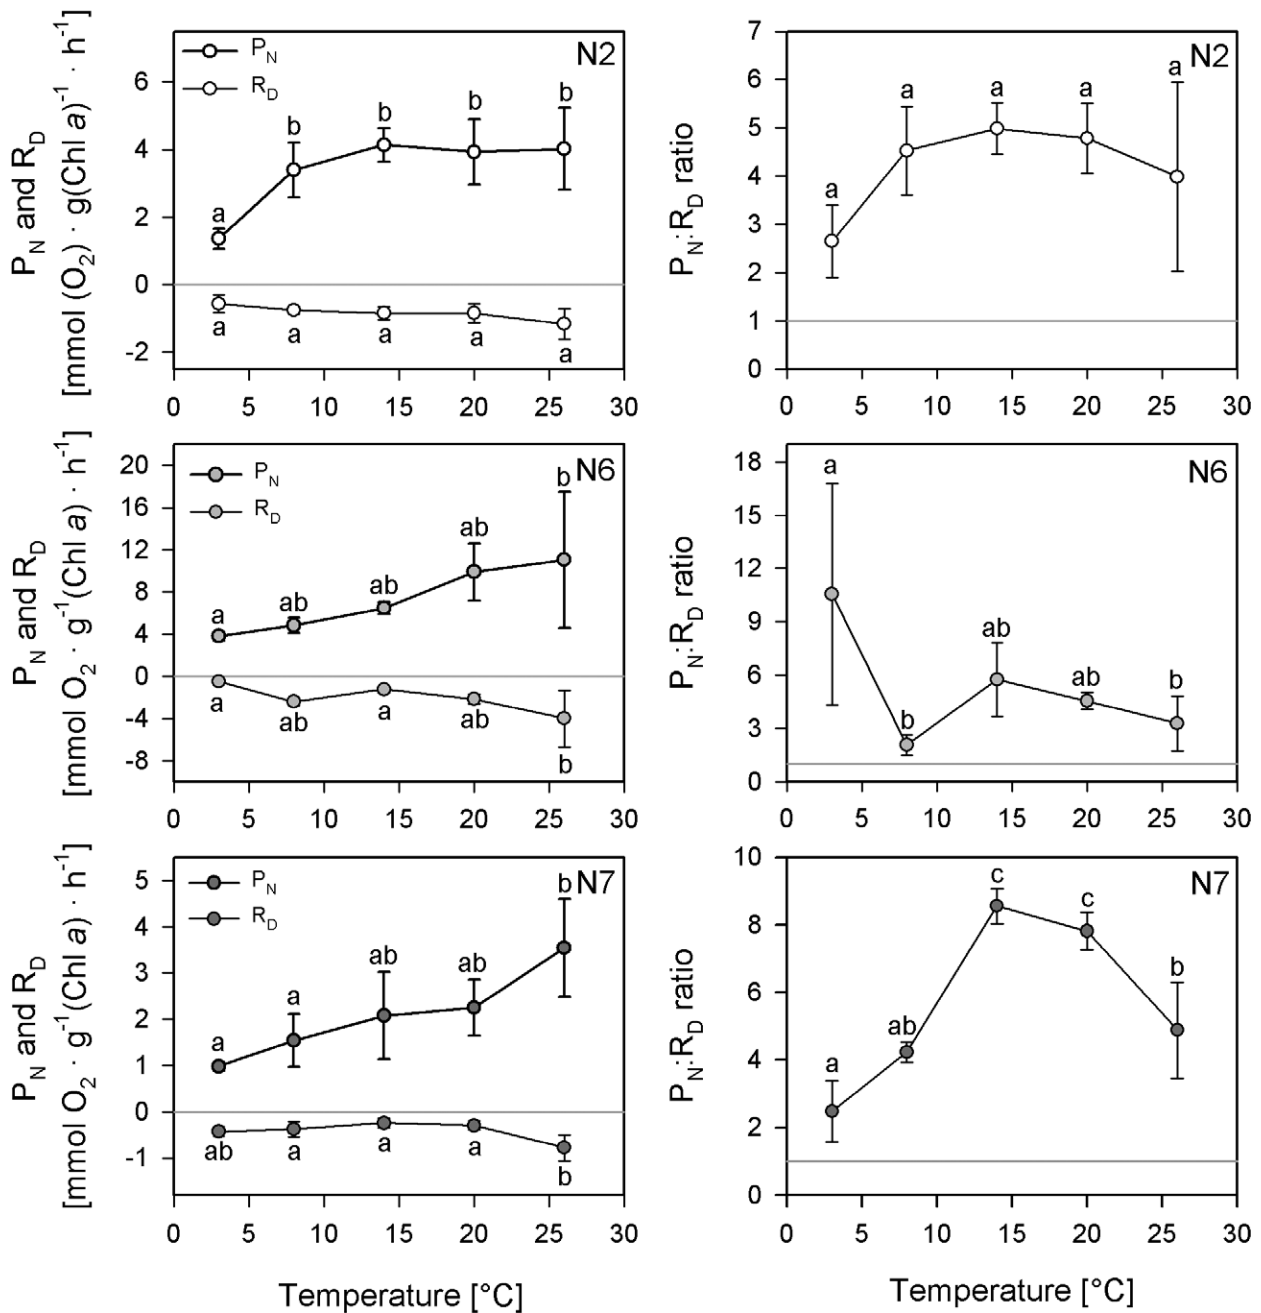 P_N and R_D
[mmol (O₂) · g(Chl a)⁻¹ · h⁻¹]
P_N
R_D
N2
6
4
2
0
-2
a
b
b
b
b
a
a
a
a
a
0 5 10 15 20 25 30
P_N:R_D ratio
N2
7
6
5
4
3
2
1
0
a
a
a
a
a
0 5 10 15 20 25 30
P_N and R_D
[mmol O₂ · g⁻¹(Chl a) · h⁻¹]
P_N
R_D
N6
20
16
12
8
4
0
-4
-8
a
ab
ab
ab
b
a
ab
a
ab
b
0 5 10 15 20 25 30
P_N:R_D ratio
N6
18
15
12
9
6
3
0
a
b
ab
ab
b
0 5 10 15 20 25 30
P_N and R_D
[mmol O₂ · g⁻¹(Chl a) · h⁻¹]
P_N
R_D
N7
5
4
3
2
1
0
-1
a
a
ab
ab
b
ab
a
a
a
b
0 5 10 15 20 25 30
Temperature [°C]
P_N:R_D ratio
N7
10
8
6
4
2
0
a
ab
c
c
b
0 5 10 15 20 25 30
Temperature [°C]